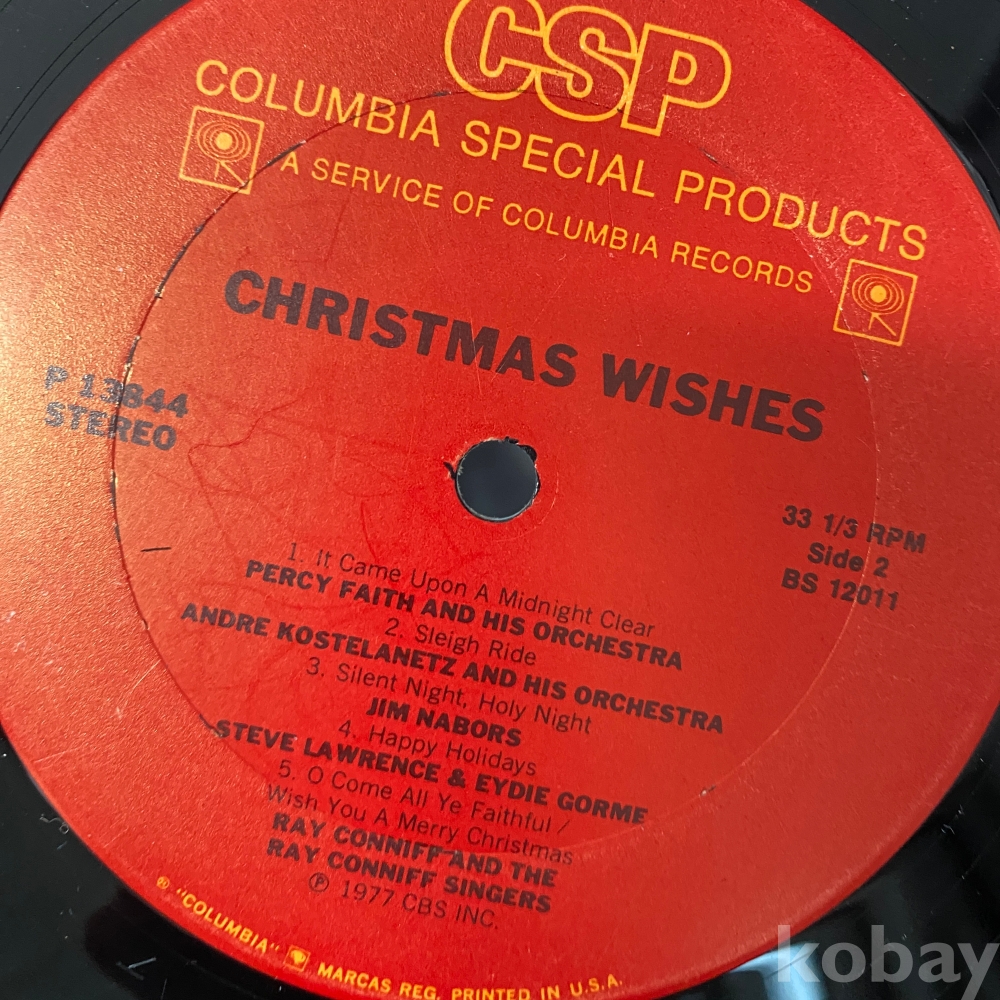 CSP
COLUMBIA SPECIAL PRODUCTS
A SERVICE OF COLUMBIA RECORDS
CHRISTMAS WISHES
P 13844
STEREO
33 1/3 RPM
Side 2
BS 12011
1. It Came Upon A Midnight Clear
PERCY FAITH AND HIS ORCHESTRA
2. Sleigh Ride
ANDRE KOSTELANETZ AND HIS ORCHESTRA
3. Silent Night, Holy Night
JIM NABORS
4. Happy Holidays
STEVE LAWRENCE & EYDIE GORME
5. O Come All Ye Faithful /
Wish You A Merry Christmas
RAY CONNIFF AND THE
RAY CONNIFF SINGERS
℗ 1977 CBS INC.
® "COLUMBIA" MARCAS REG. PRINTED IN U.S.A.
kobay